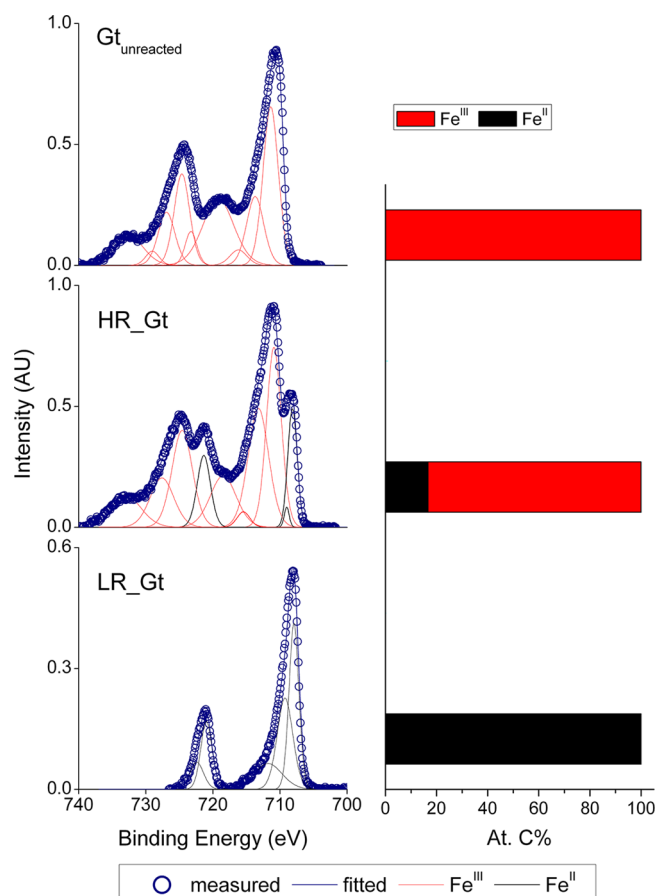 Gt unreacted
1.0
0.5
0.0
Fe^III Fe^II
HR_Gt
1.0
0.5
0.0
LR_Gt
0.6
0.3
0.0
Intensity (AU)
740 730 720 710 700
Binding Energy (eV)
0 20 40 60 80 100
At. C%
measured fitted Fe^III Fe^II